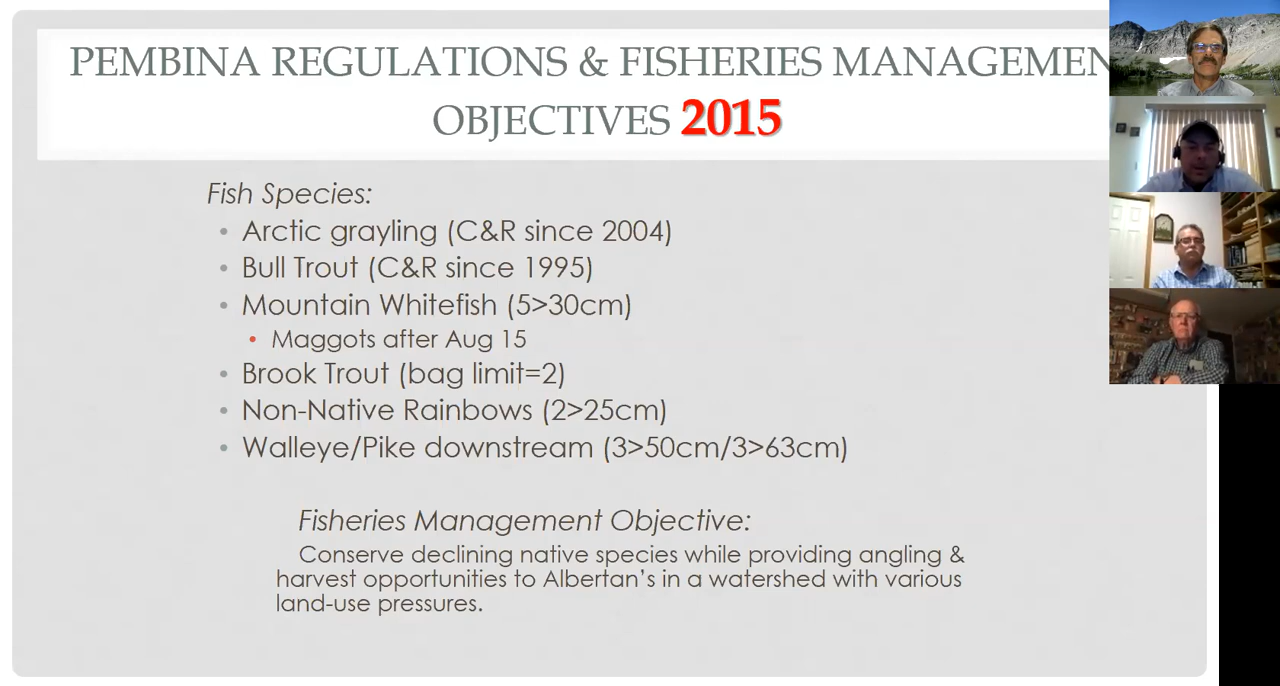 PEMBINA REGULATIONS & FISHERIES MANAGEMEN
OBJECTIVES 2015
Fish Species:
• Arctic grayling (C&R since 2004)
• Bull Trout (C&R since 1995)
• Mountain Whitefish (5>30cm)
• Maggots after Aug 15
• Brook Trout (bag limit=2)
• Non-Native Rainbows (2>25cm)
• Walleye/Pike downstream (3>50cm/3>63cm)
Fisheries Management Objective:
Conserve declining native species while providing angling &
harvest opportunities to Albertan's in a watershed with various
land-use pressures.